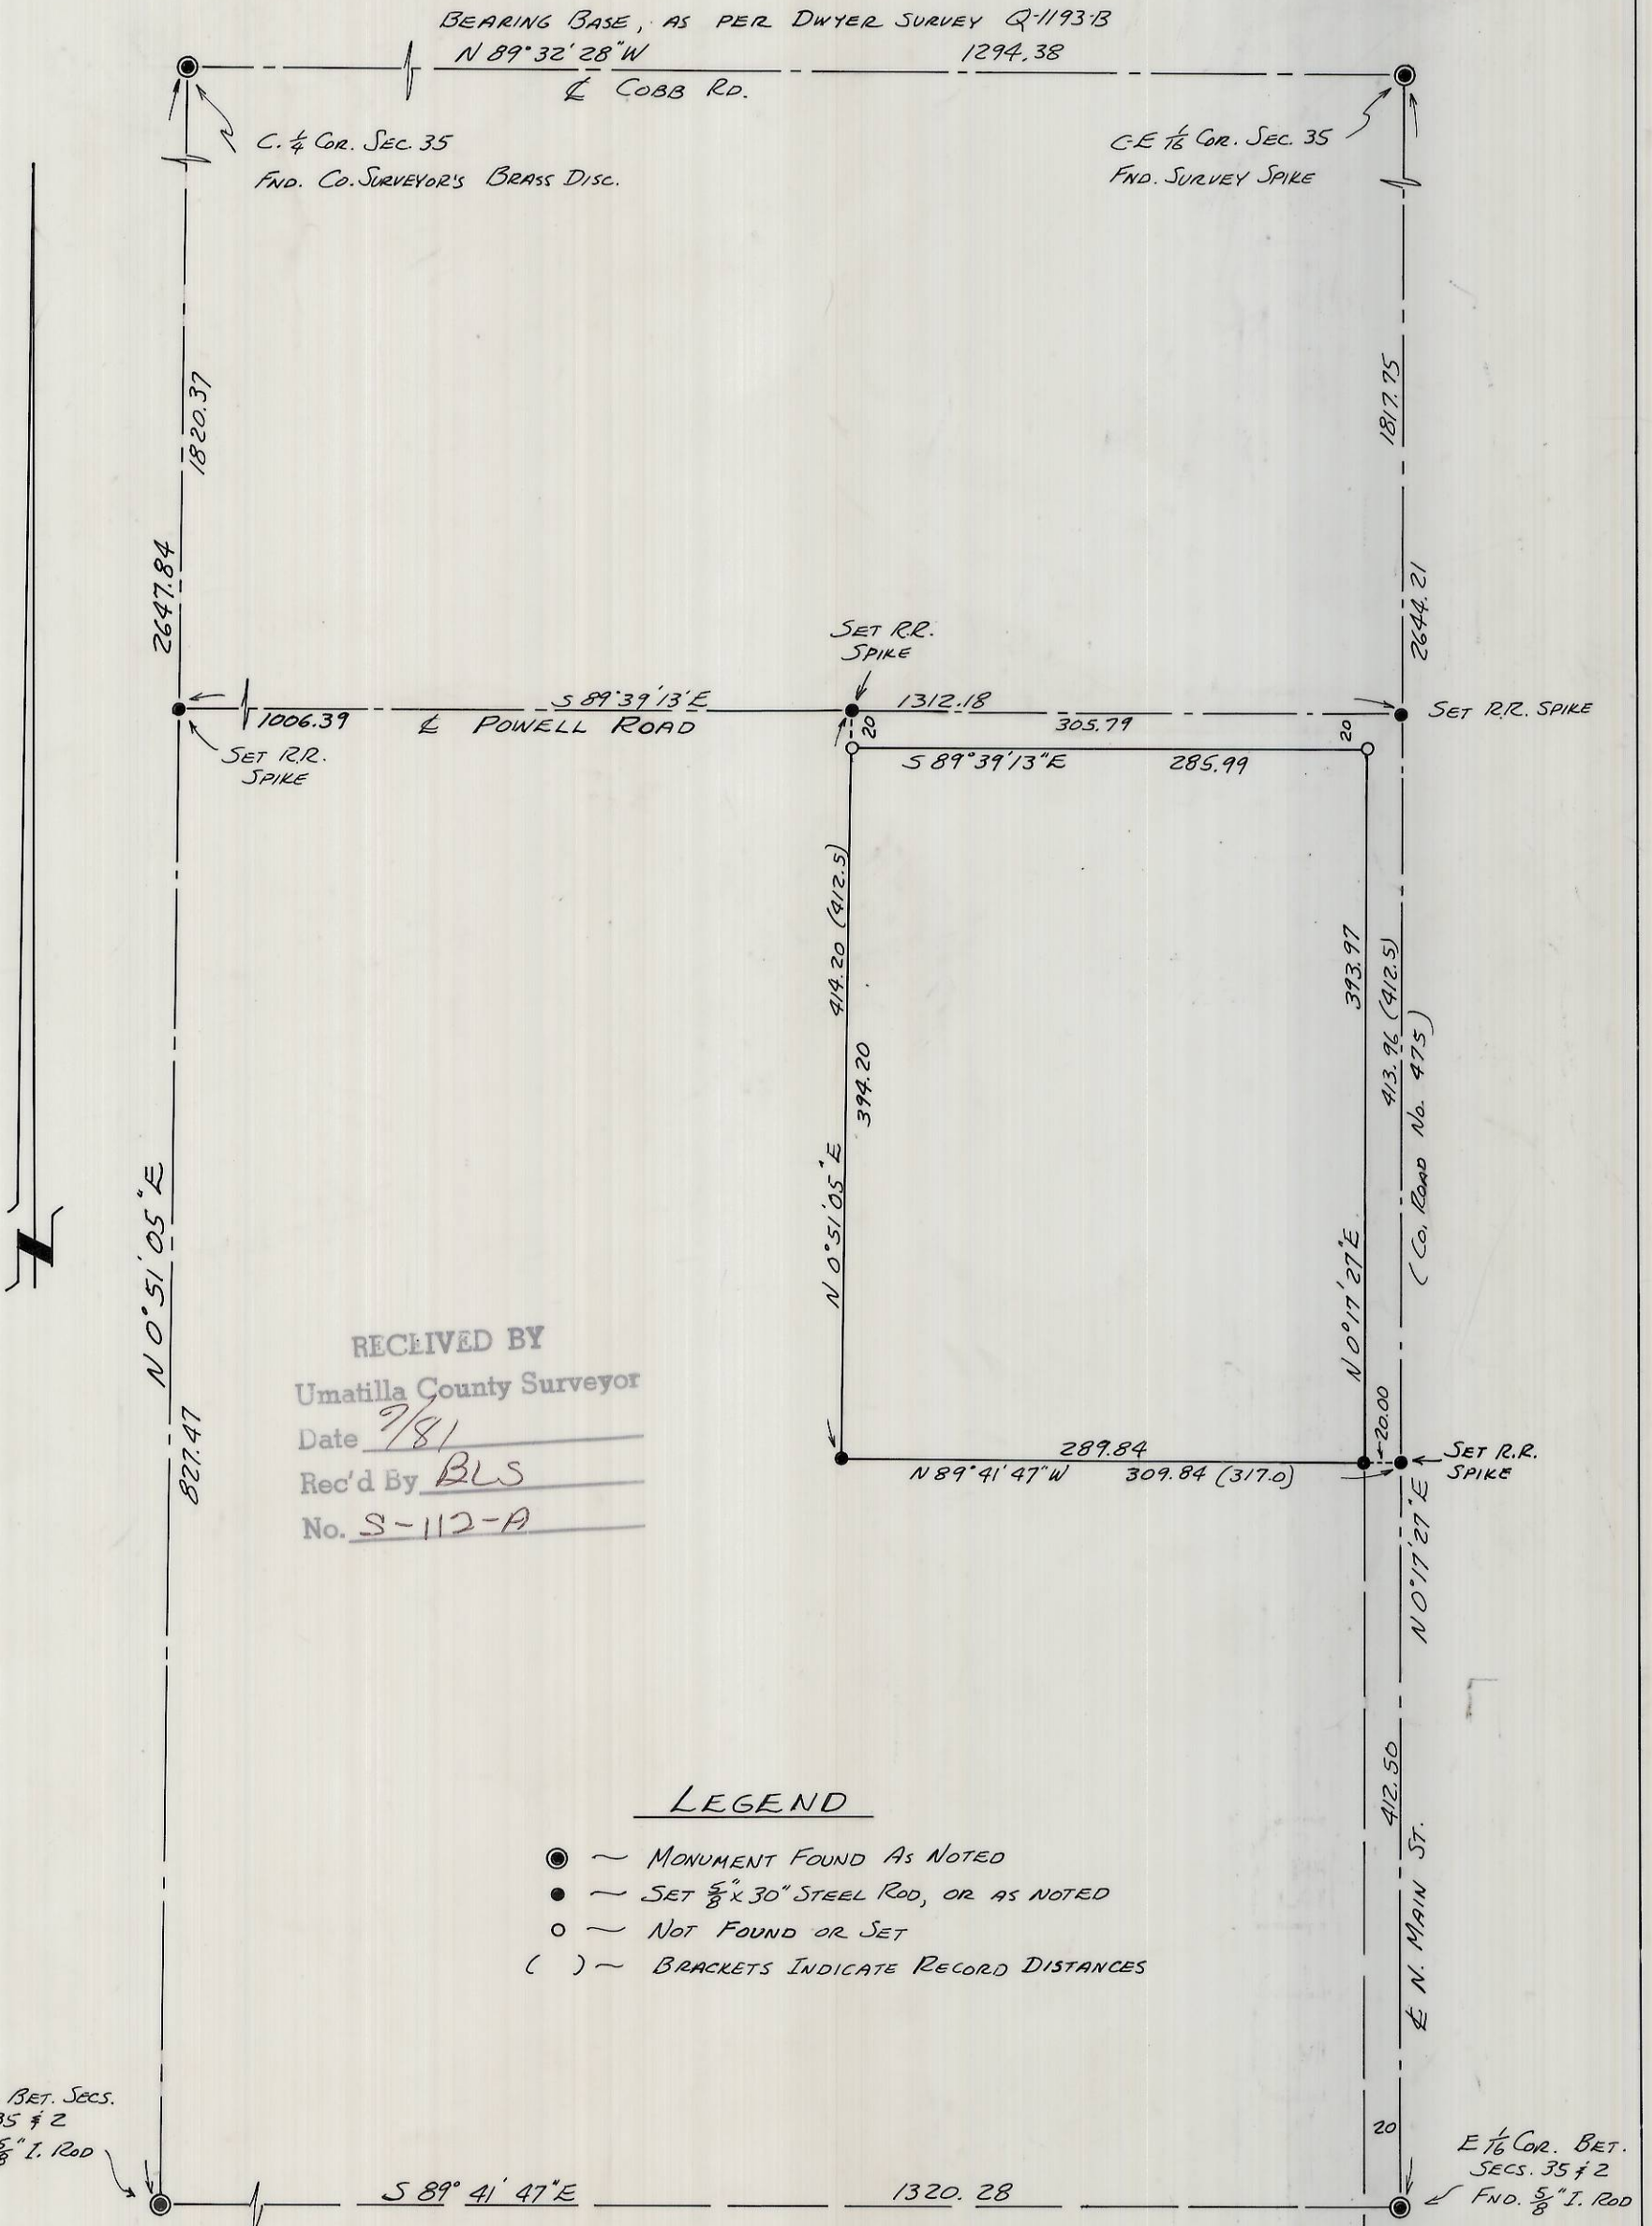 BEARING BASE, AS PER DWYER SURVEY Q-1193-B
N 89°32'28"W 1294.38
℄ COBB RD.
C. 1/4 COR. SEC. 35
FND. CO. SURVEYOR'S BRASS DISC.
C-E 1/16 COR. SEC. 35
FND. SURVEY SPIKE
1820.37
1817.75
2647.84
2644.21
SET R.R.
SPIKE
S 89°39'13"E 1312.18
1006.39 ℄ POWELL ROAD 305.79
SET R.R. SPIKE
SET R.R.
SPIKE
20
20
S 89°39'13"E 285.99
414.20 (412.5)
394.20
N 0°51'05"E
393.97
413.96 (412.5)
(CO. ROAD NO. 475)
N 0°17'27"E
N 0°51'05"E
827.47
RECEIVED BY
Umatilla County Surveyor
Date 9/81
Rec'd By BLS
No. S-112-A
289.84
N 89°41'47"W 309.84 (317.0)
20.00
SET R.R.
SPIKE
N 0°17'27"E
412.50
℄ N. MAIN ST.
LEGEND
MONUMENT FOUND AS NOTED
SET 5/8" x 30" STEEL ROD, OR AS NOTED
NOT FOUND OR SET
( ) ~ BRACKETS INDICATE RECORD DISTANCES
BET. SECS.
35 & 2
5/8" I. ROD
20
E 1/16 COR. BET.
SECS. 35 & 2
FND. 5/8" I. ROD
S 89° 41' 47"E 1320.28